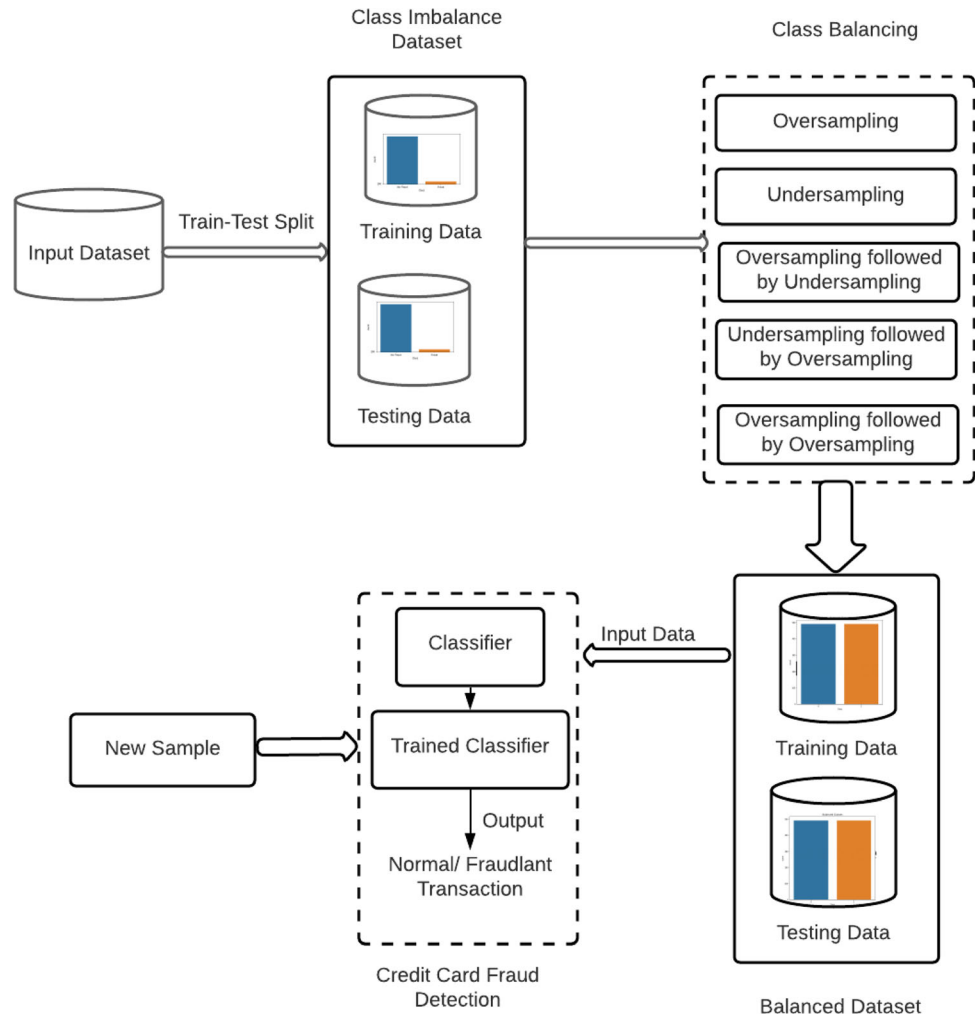 Class Imbalance
Dataset
Class Balancing
Oversampling
Undersampling
Oversampling followed
by Undersampling
Undersampling followed
by Oversampling
Oversampling followed
by Oversampling
Input Dataset
Train-Test Split
Training Data
Testing Data
Input Data
Training Data
Testing Data
Balanced Dataset
Classifier
Trained Classifier
Output
Normal/ Fraudlant
Transaction
New Sample
Credit Card Fraud
Detection